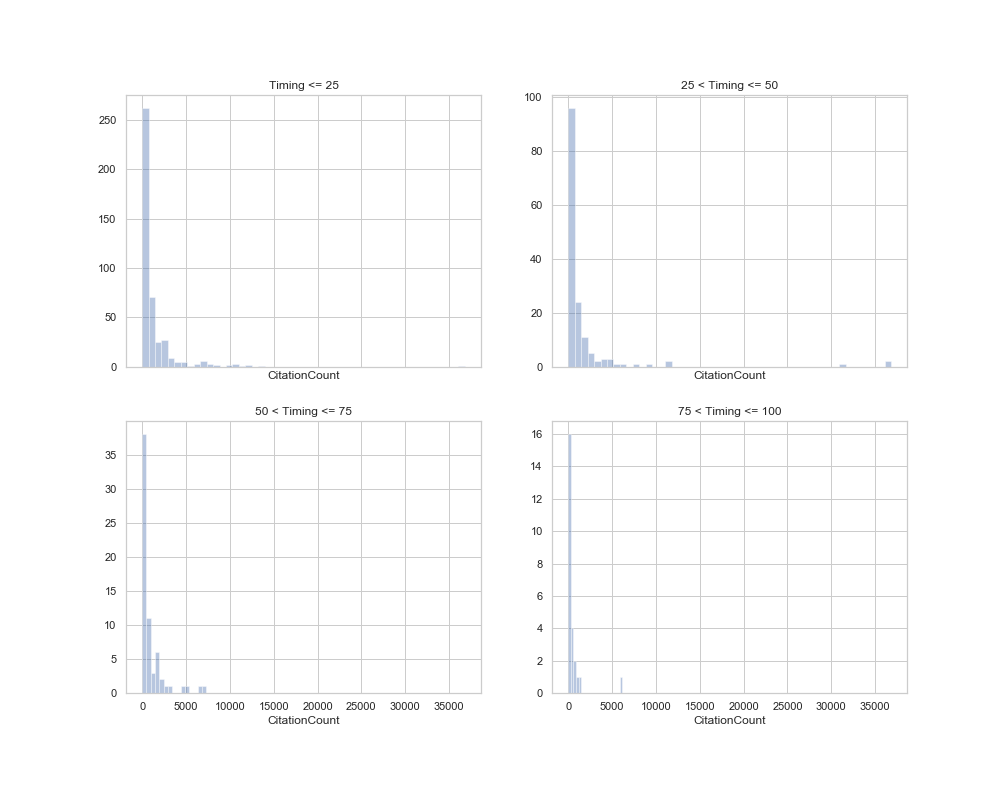 Timing <= 25
250
200
150
100
50
0
CitationCount
25 < Timing <= 50
100
80
60
40
20
0
CitationCount
50 < Timing <= 75
35
30
25
20
15
10
5
0
0 5000 10000 15000 20000 25000 30000 35000
CitationCount
75 < Timing <= 100
16
14
12
10
8
6
4
2
0
0 5000 10000 15000 20000 25000 30000 35000
CitationCount